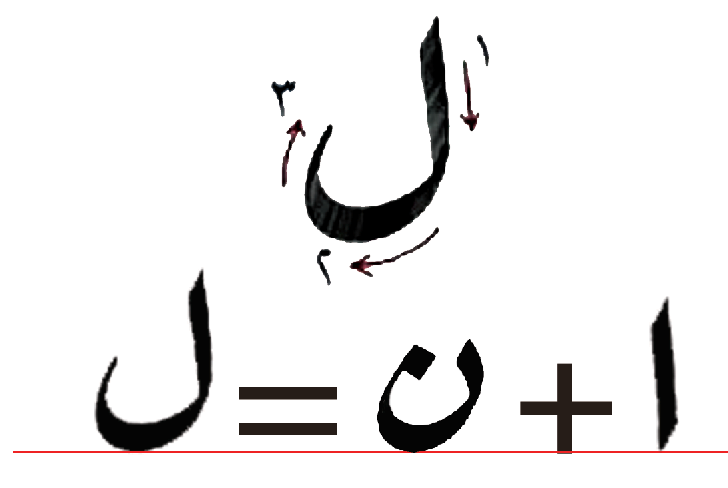 ل ١
٣
٢
ا + ن = ل